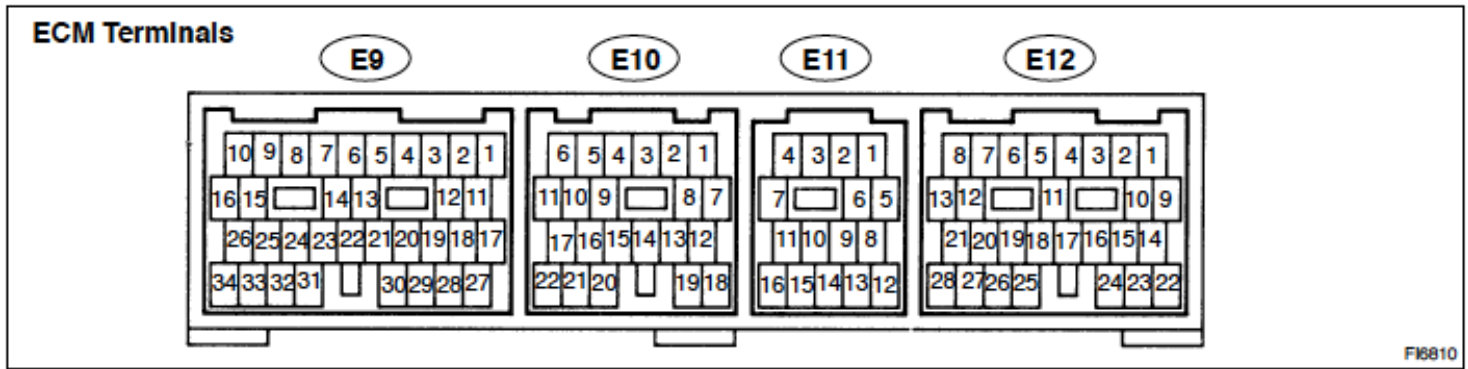 ECM Terminals
E9 E10 E11 E12
10 9 8 7 6 5 4 3 2 1 6 5 4 3 2 1 4 3 2 1 8 7 6 5 4 3 2 1
16 15 14 13 12 11 11 10 9 8 7 7 6 5 13 12 11 10 9
26 25 24 23 22 21 20 19 18 17 17 16 15 14 13 12 11 10 9 8 21 20 19 18 17 16 15 14
34 33 32 31 30 29 28 27 22 21 20 19 18 16 15 14 13 12 28 27 26 25 24 23 22
FI6810